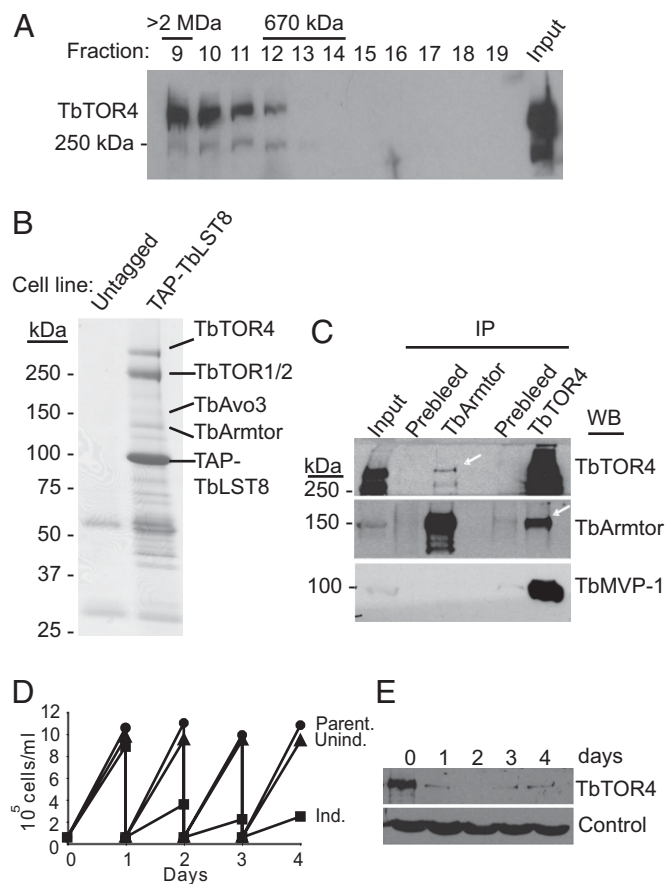 A
>2 MDa 670 kDa
Fraction: 9 10 11 12 13 14 15 16 17 18 19 Input
TbTOR4
250 kDa -
B
Cell line: Untagged TAP-TbLST8
kDa
250 -
150 -
100 -
75 -
50 -
37 -
25 -
TbTOR4
TbTOR1/2
TbAvo3
TbArmtor
TAP-
TbLST8
C
IP
Input Prebleed TbArmtor Prebleed TbTOR4 WB
kDa
250 -
TbTOR4
150 -
TbArmtor
100 -
TbMVP-1
D
10^5 cells/ml
12
10
8
6
4
2
0
0 1 2 3 4
Days
Parent.
Unind.
Ind.
E
0 1 2 3 4 days
TbTOR4
Control